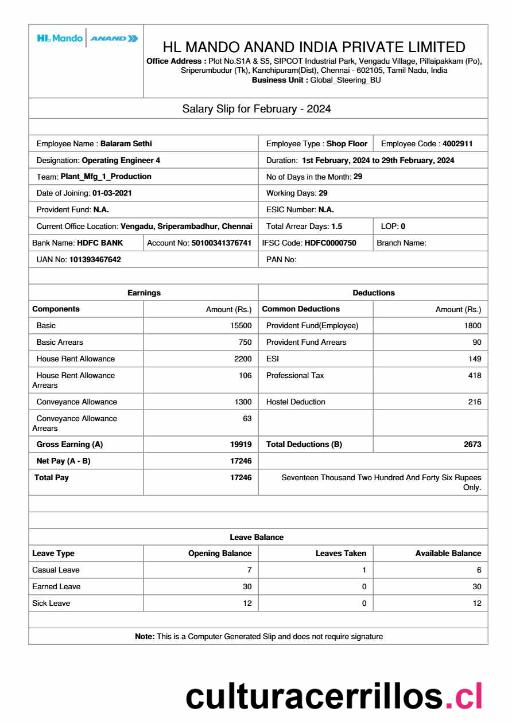 HL Mando ANAND
HL MANDO ANAND INDIA PRIVATE LIMITED
Office Address : Plot No.S1A & S5, SIPCOT Industrial Park, Vengadu Village, Pillaipakkam (Po),
Sriperumbudur (Tk), Kanchipuram(Dist), Chennai - 602105, Tamil Nadu, India
Business Unit : Global_Steering_BU
Salary Slip for February - 2024
Employee Name : Balaram Sethi Employee Type : Shop Floor Employee Code : 4002911
Designation: Operating Engineer 4 Duration: 1st February, 2024 to 29th February, 2024
Team: Plant_Mfg_1_Production No of Days in the Month: 29
Date of Joining: 01-03-2021 Working Days: 29
Provident Fund: N.A. ESIC Number: N.A.
Current Office Location: Vengadu, Sriperambadhur, Chennai Total Arrear Days: 1.5 LOP: 0
Bank Name: HDFC BANK Account No: 50100341376741 IFSC Code: HDFC0000750 Branch Name:
UAN No: 101393467642 PAN No:
Earnings Deductions
Components Amount (Rs.) Common Deductions Amount (Rs.)
Basic 15500 Provident Fund(Employee) 1800
Basic Arrears 750 Provident Fund Arrears 90
House Rent Allowance 2200 ESI 149
House Rent Allowance 106 Professional Tax 418
Arrears
Conveyance Allowance 1300 Hostel Deduction 216
Conveyance Allowance 63
Arrears
Gross Earning (A) 19919 Total Deductions (B) 2673
Net Pay (A - B) 17246
Total Pay 17246 Seventeen Thousand Two Hundred And Forty Six Rupees
Only.
Leave Balance
Leave Type Opening Balance Leaves Taken Available Balance
Casual Leave 7 1 6
Earned Leave 30 0 30
Sick Leave 12 0 12
Note: This is a Computer Generated Slip and does not require signature
culturacerrillos.cl